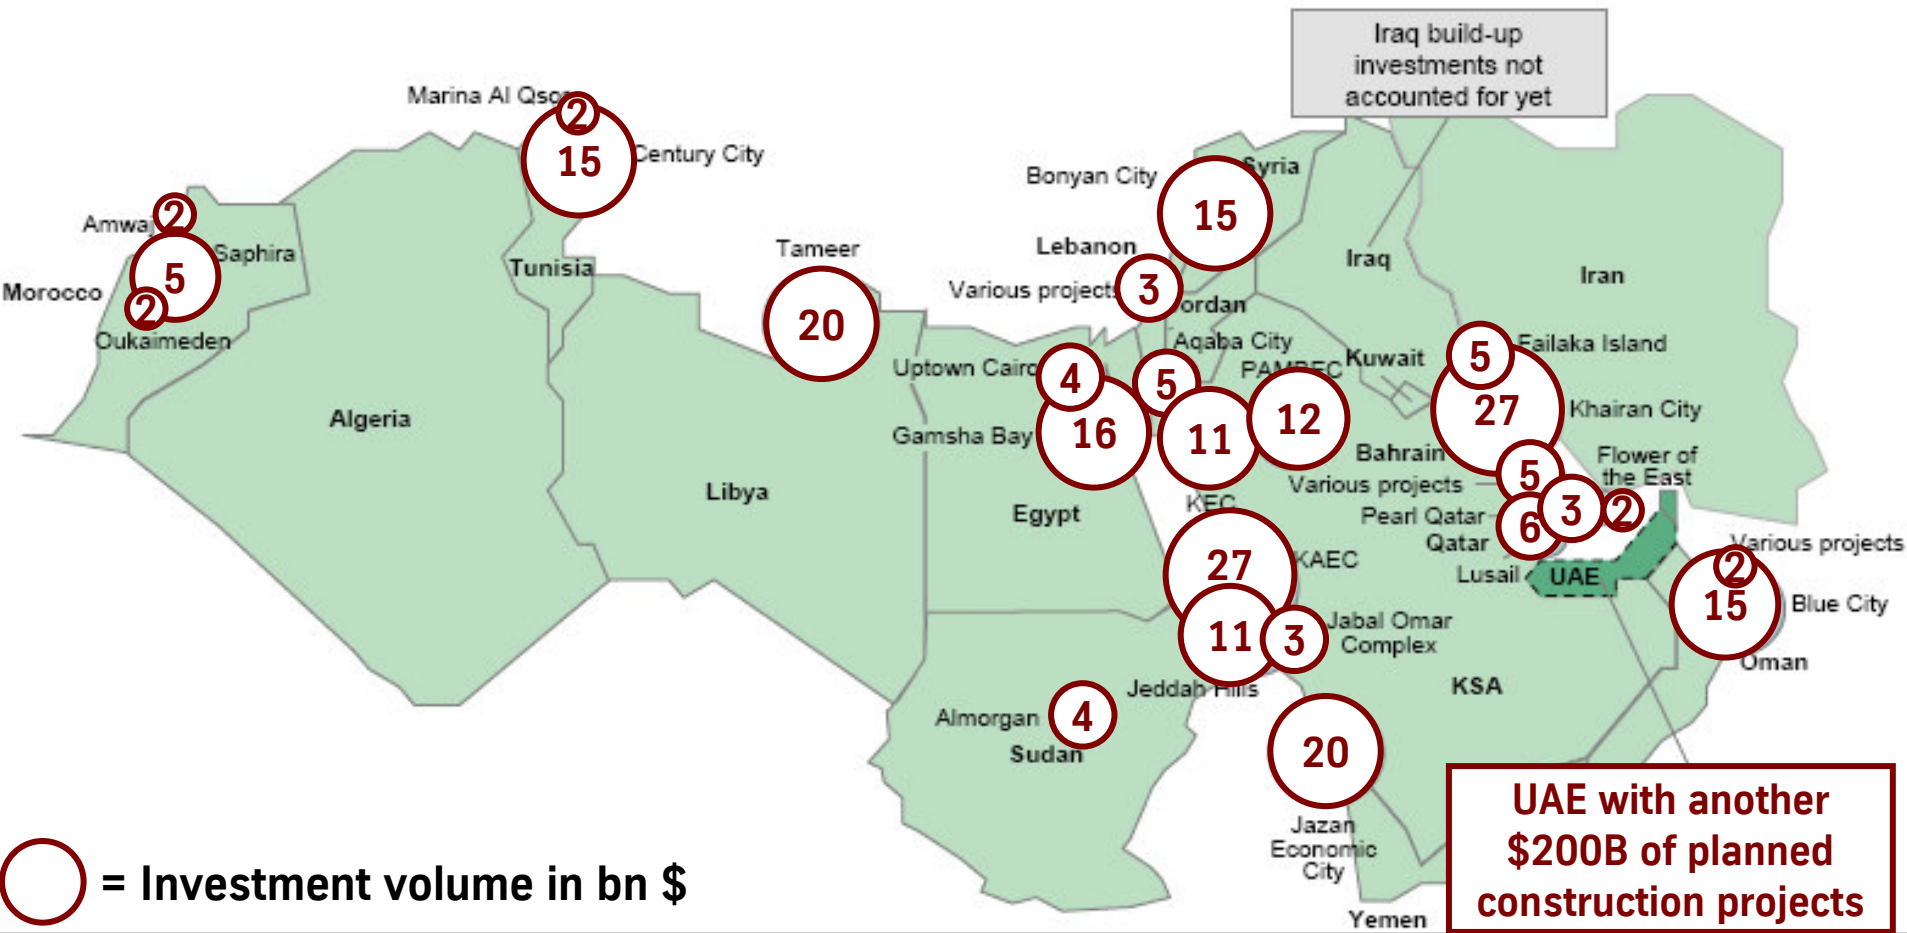 Iraq build-up
investments not
accounted for yet
Marina Al Qsor
2
15
Century City
Bonyan City
Syria
15
Amwaj
2
Saphira
5
2
Morocco
Oukaimeden
Tunisia
Tameer
20
Lebanon
Various projects
3
Jordan
Iraq
Iran
Aqaba City
5
Uptown Cairo
4
16
Gamsha Bay
11
12
Kuwait
5
Failaka Island
27
Khairan City
Algeria
Libya
Egypt
KEC
Bahrain
Various projects
5
Flower of
the East
2
3
Pearl Qatar
6
Qatar
Lusail
UAE
Various projects
2
15
Blue City
Oman
27
KAEC
11
3
Jabal Omar
Complex
Jeddah Hills
KSA
Almorgan
4
Sudan
20
Jazan
Economic
City
Yemen
UAE with another
$200B of planned
construction projects
= Investment volume in bn $